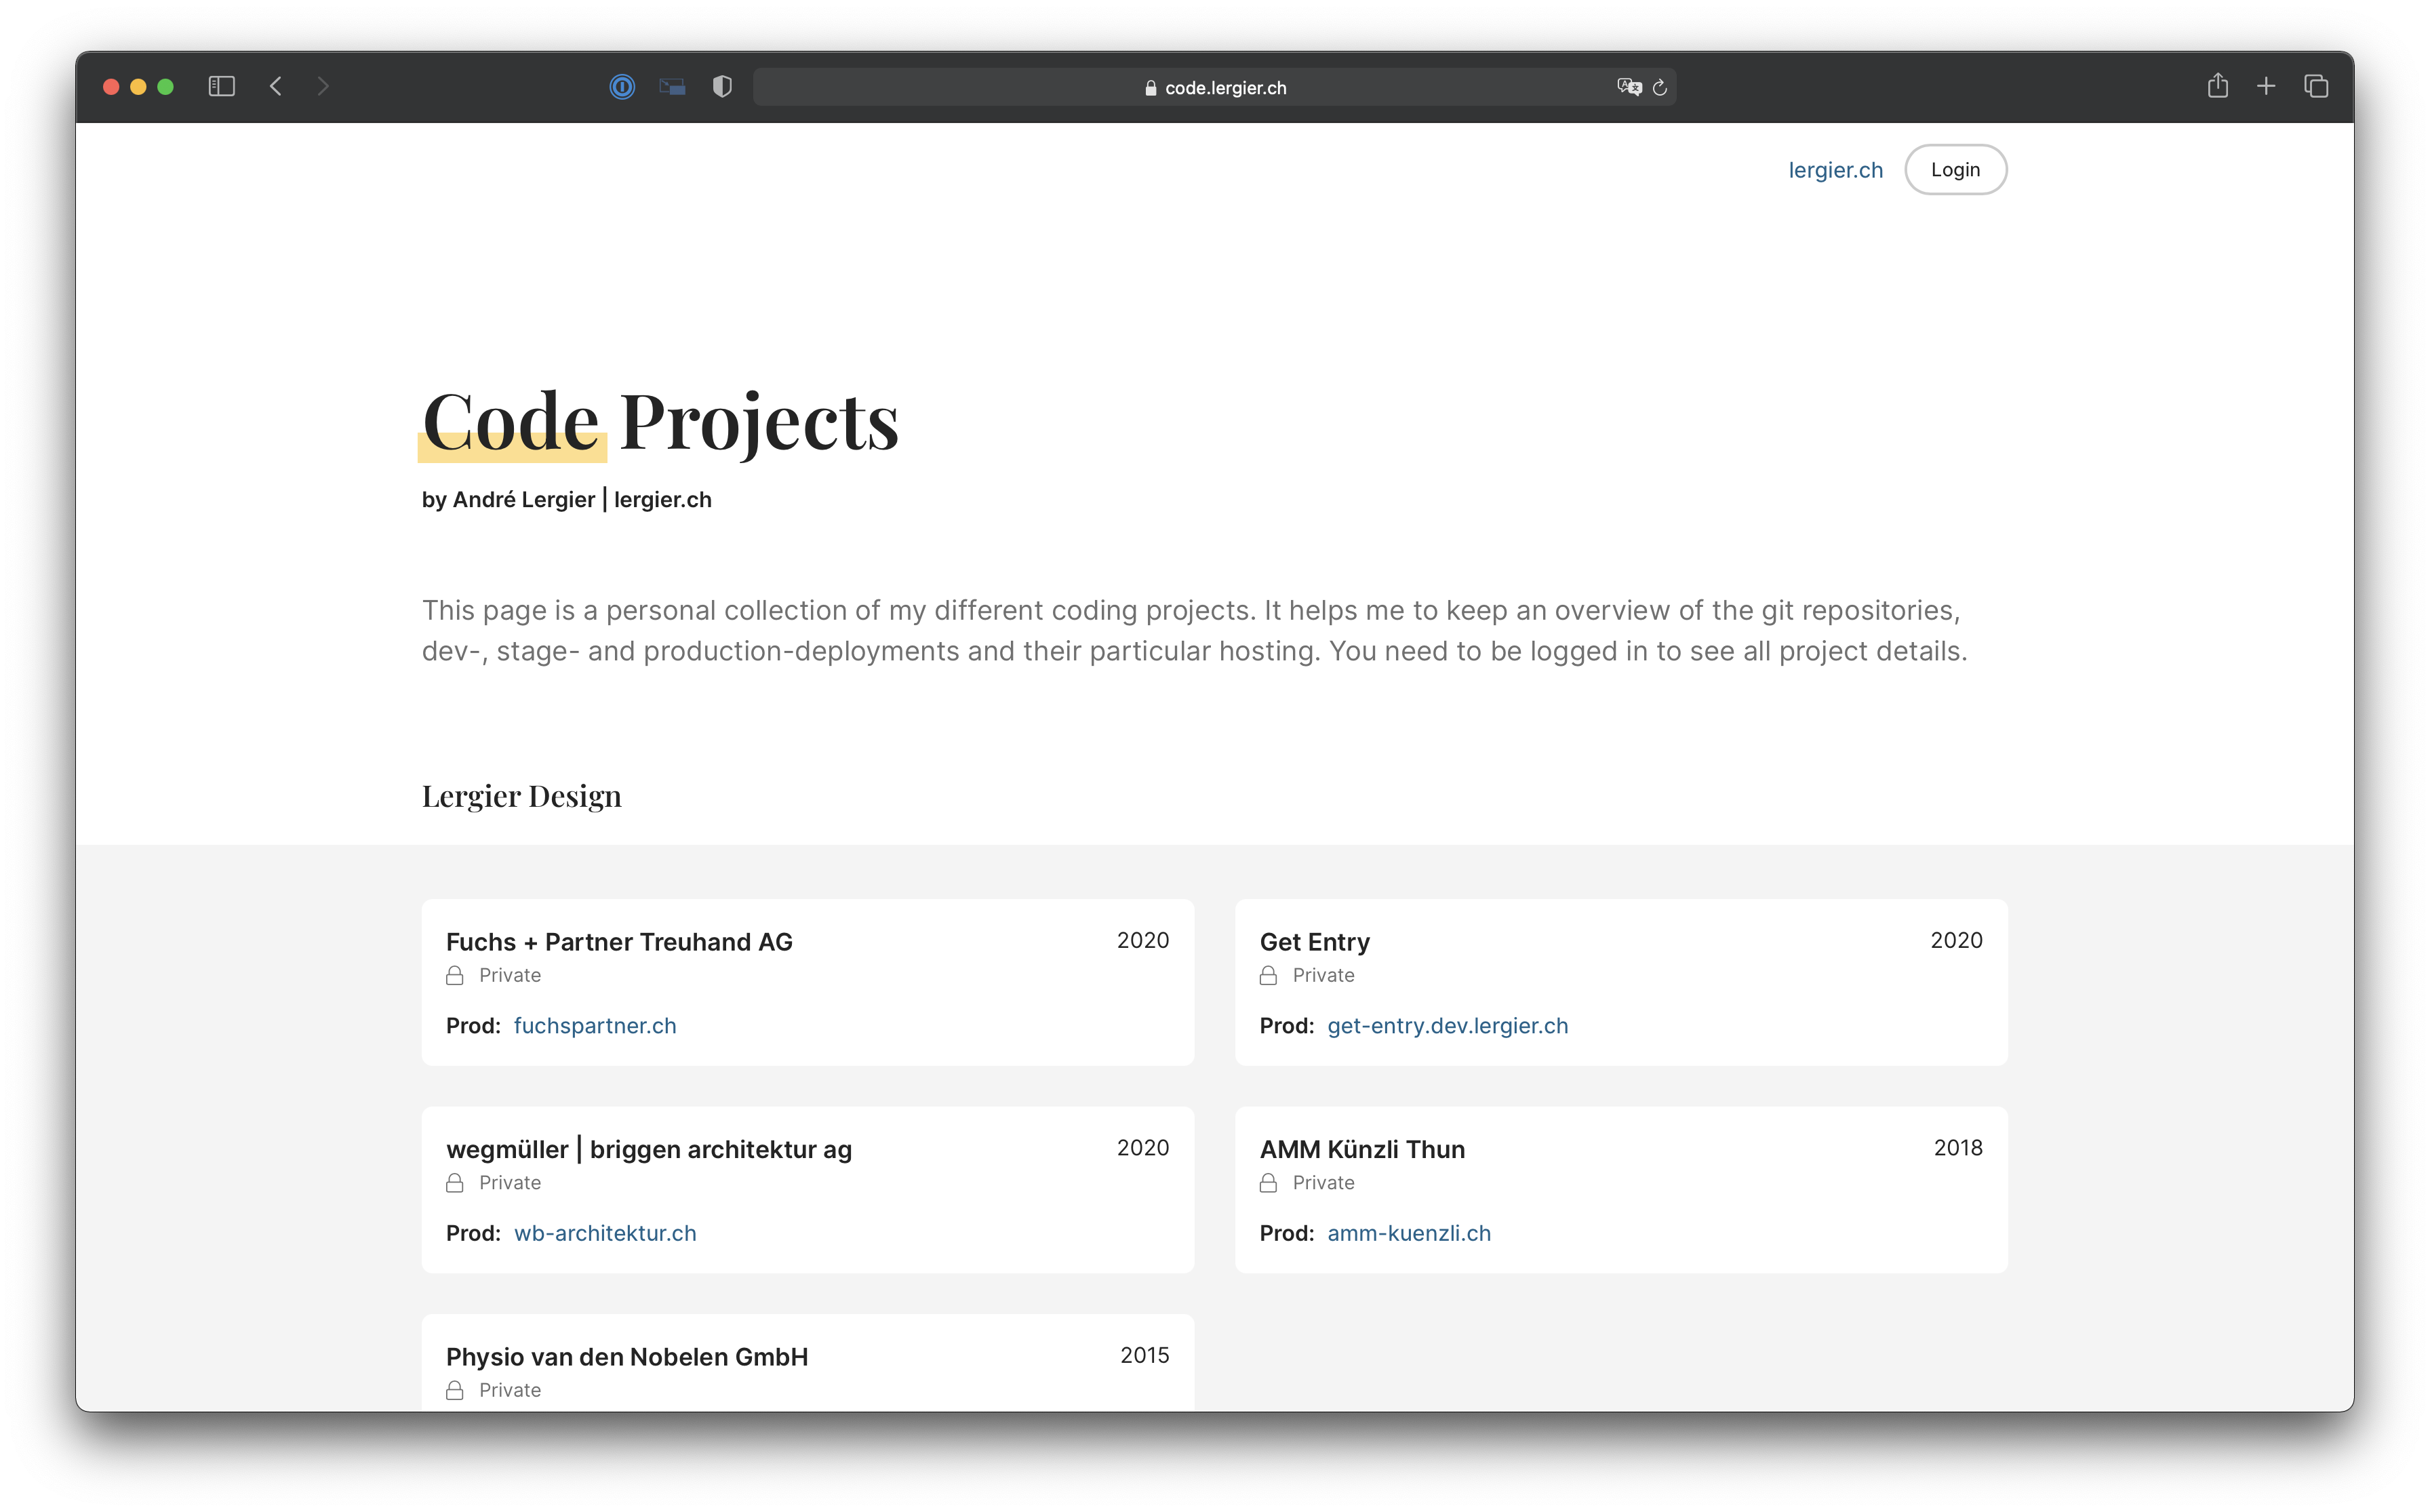 code.lergier.ch
lergier.ch
Login
Code Projects
by André Lergier | lergier.ch
This page is a personal collection of my different coding projects. It helps me to keep an overview of the git repositories,
dev-, stage- and production-deployments and their particular hosting. You need to be logged in to see all project details.
Lergier Design
Fuchs + Partner Treuhand AG
2020
Private
Prod: fuchspartner.ch
Get Entry
2020
Private
Prod: get-entry.dev.lergier.ch
wegmüller | briggen architektur ag
2020
Private
Prod: wb-architektur.ch
AMM Künzli Thun
2018
Private
Prod: amm-kuenzli.ch
Physio van den Nobelen GmbH
2015
Private